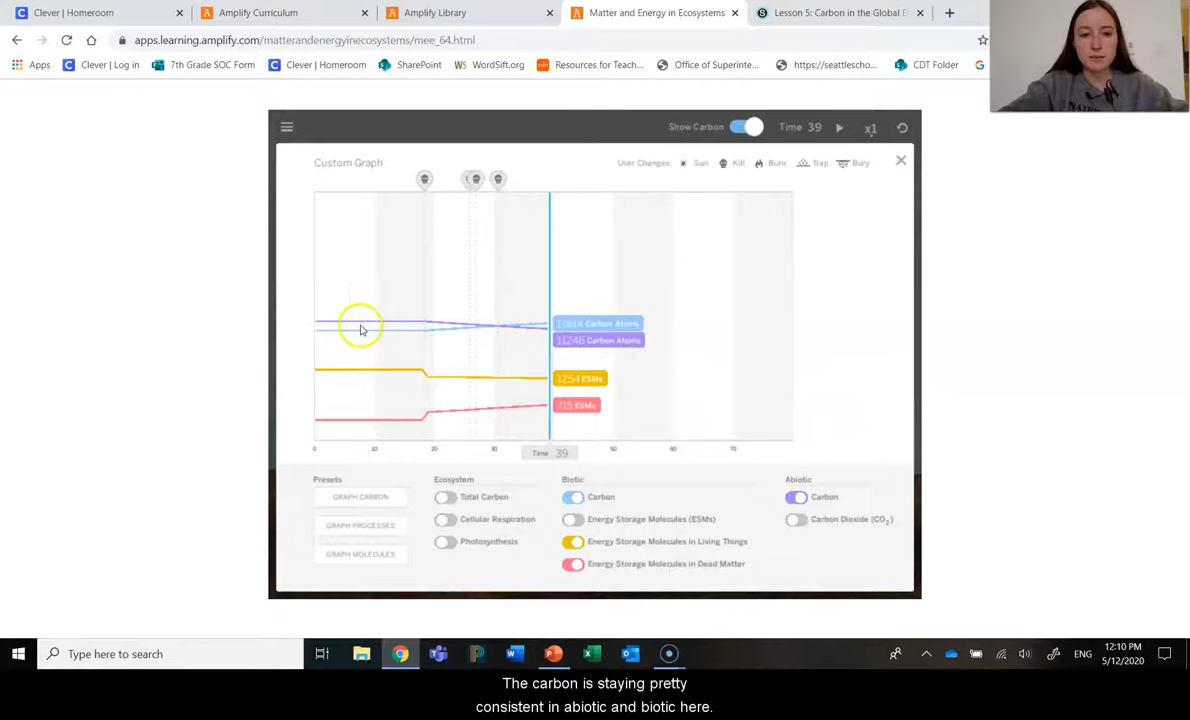 Clever | Homeroom
Amplify Curriculum
Amplify Library
Matter and Energy in Ecosystems
Lesson 5: Carbon in the Global E
apps.learning.amplify.com/matterandenergyinecosystems/mee_64.html
Apps
Clever | Log in
7th Grade SOC Form
Clever | Homeroom
SharePoint
WS WordSift.org
Resources for Teach...
Office of Superinte...
https://seattlescho...
CDT Folder
Show Carbon
Time 39
x1
Custom Graph
User Changes: Sun Kill Burn Trap Bury
11814 Carbon Atoms
11246 Carbon Atoms
1254 ESMs
715 ESMs
0 10 20 30 50 60 70
Time 39
Presets
GRAPH CARBON
GRAPH PROCESSES
GRAPH MOLECULES
Ecosystem
Total Carbon
Cellular Respiration
Photosynthesis
Biotic
Carbon
Energy Storage Molecules (ESMs)
Energy Storage Molecules in Living Things
Energy Storage Molecules in Dead Matter
Abiotic
Carbon
Carbon Dioxide (CO₂)
Type here to search
ENG
12:10 PM
5/12/2020
The carbon is staying pretty
consistent in abiotic and biotic here.